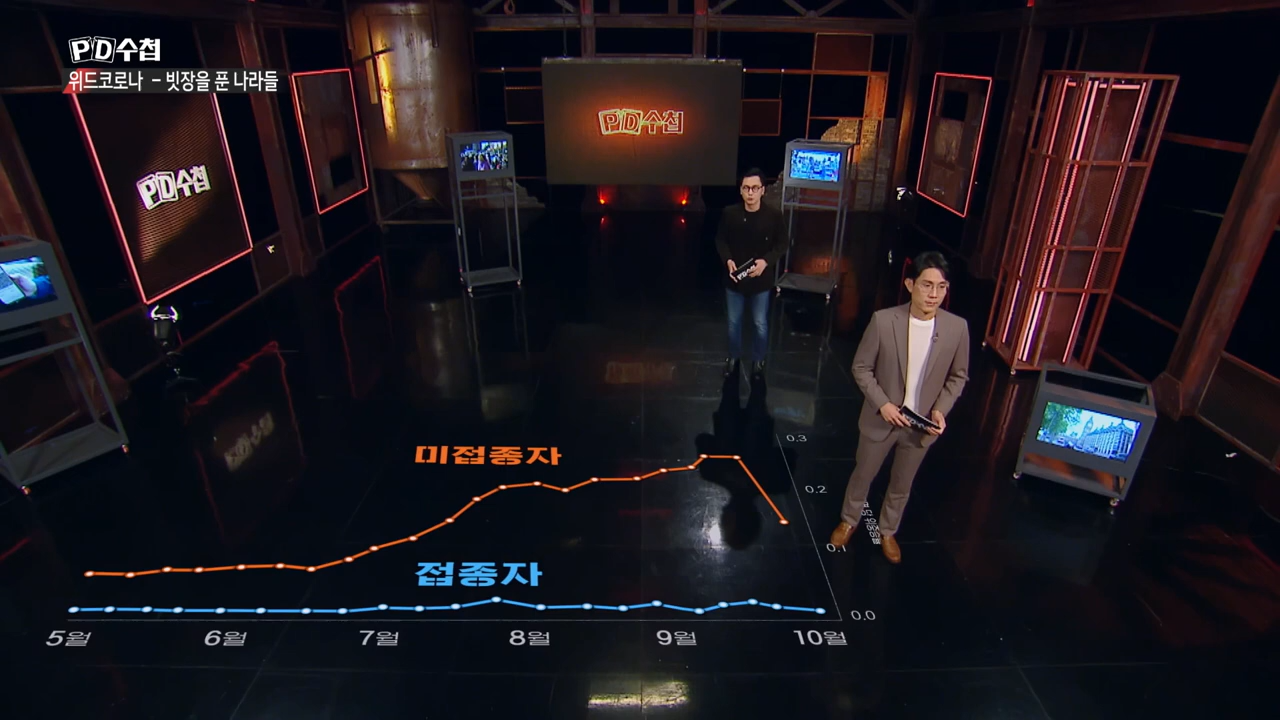 PD수첩
위드코로나 - 빗장을 푼 나라들
PD수첩
PD수첩
미접종자
접종자
0.3
0.2
0.1
0.0
5월
6월
7월
8월
9월
10월